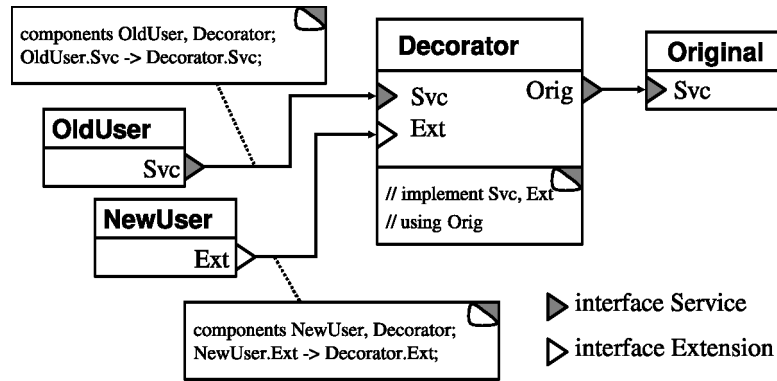 components OldUser, Decorator;
OldUser.Svc -> Decorator.Svc;
Decorator
Svc
Orig
Ext
// implement Svc, Ext
// using Orig
Original
Svc
OldUser
Svc
NewUser
Ext
components NewUser, Decorator;
NewUser.Ext -> Decorator.Ext;
interface Service
interface Extension